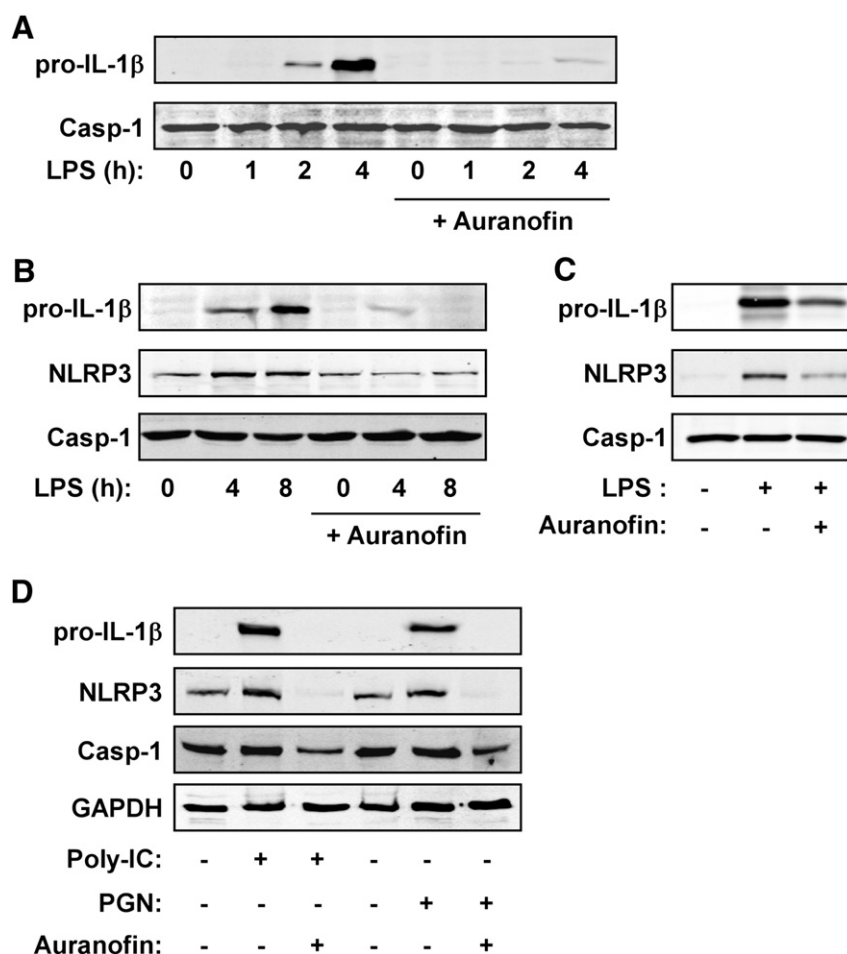 A
pro-IL-1β
Casp-1
LPS (h): 0 1 2 4 0 1 2 4
+ Auranofin
B
pro-IL-1β
NLRP3
Casp-1
LPS (h): 0 4 8 0 4 8
+ Auranofin
C
pro-IL-1β
NLRP3
Casp-1
LPS : - + +
Auranofin: - - +
D
pro-IL-1β
NLRP3
Casp-1
GAPDH
Poly-IC: - + + - - -
PGN: - - - - + +
Auranofin: - - + - - +